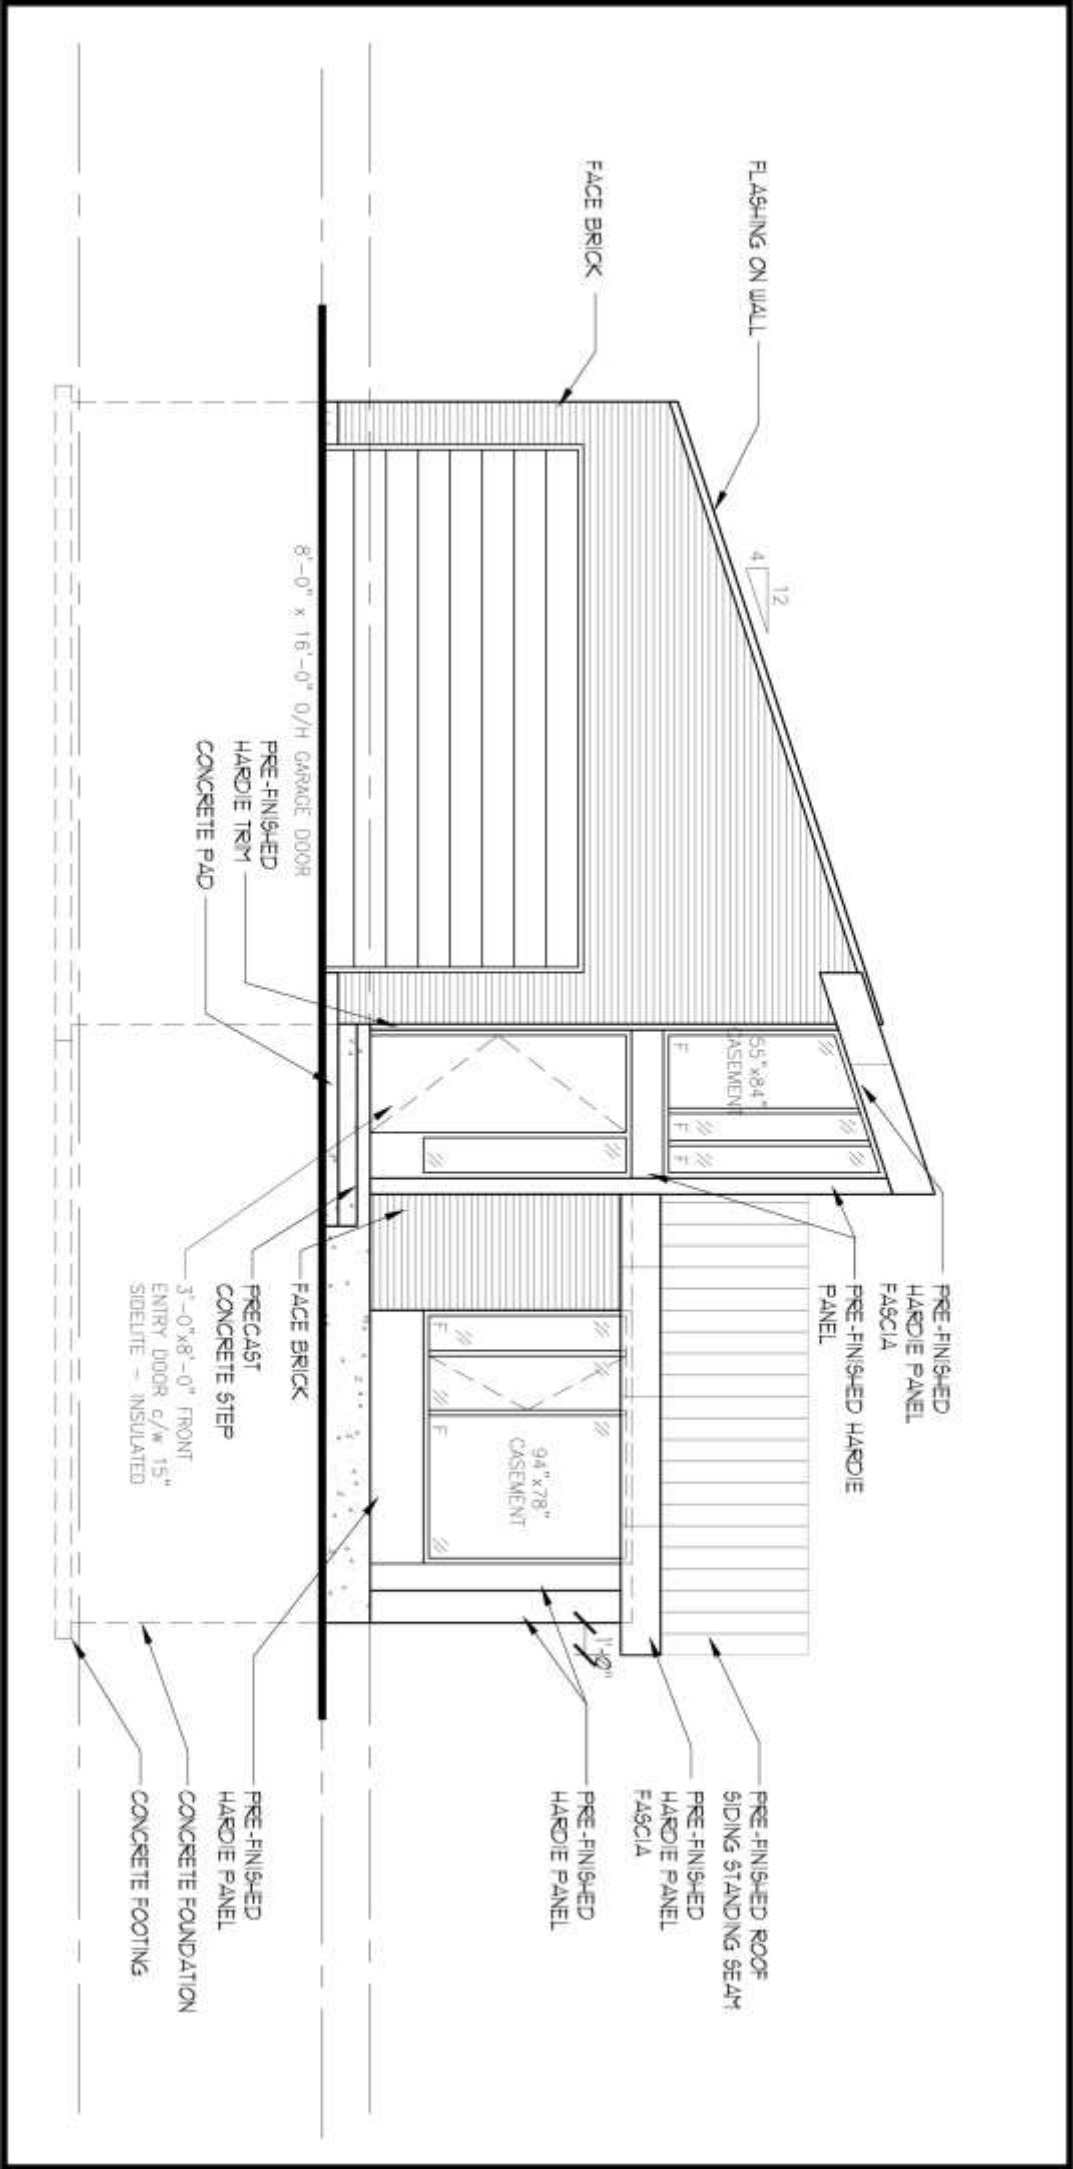 FLASHING ON WALL
FACE BRICK
4
12
8'-0" x 16'-0" O/H GARAGE DOOR
PRE-FINISHED
HARDIE TRIM
CONCRETE PAD
55"x84"
CASEMENT
F
F
F
PRE-FINISHED
HARDIE PANEL
FASCIA
PRE-FINISHED HARDIE
PANEL
FACE BRICK
PRECAST
CONCRETE STEP
3'-0"x8'-0" FRONT
ENTRY DOOR c/w 15"
SIDELITE - INSULATED
F
F
94"x78"
CASEMENT
1'-0"
PRE-FINISHED ROOF
SIDING STANDING SEAM
PRE-FINISHED
HARDIE PANEL
FASCIA
PRE-FINISHED
HARDIE PANEL
PRE-FINISHED
HARDIE PANEL
CONCRETE FOUNDATION
CONCRETE FOOTING